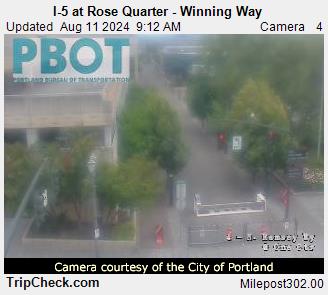 I-5 at Rose Quarter - Winning Way
Updated  Aug 11 2024  9:12 AM
Camera  4
PBOT
PORTLAND BUREAU OF TRANSPORTATION
Camera courtesy of the City of Portland
TripCheck.com
Milepost302.00